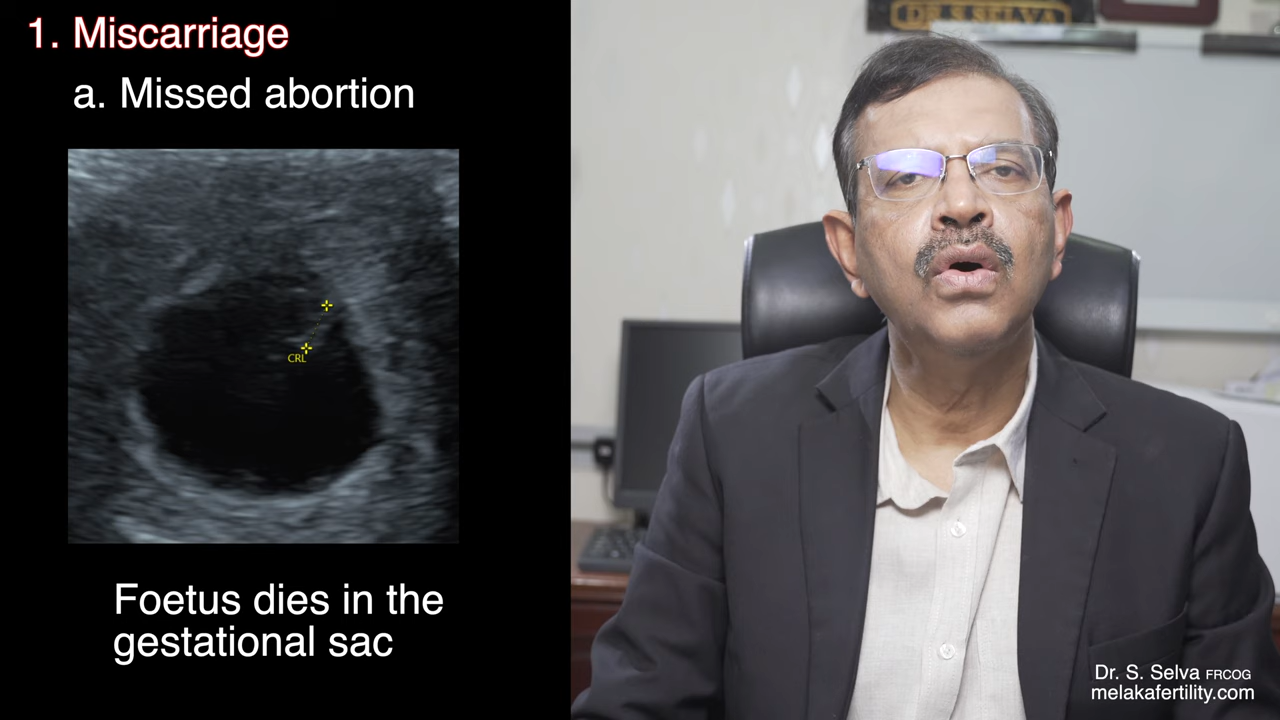 1. Miscarriage
a. Missed abortion
CRL
Foetus dies in the
gestational sac
DR S SELVA
Dr. S. Selva FRCOG
melakafertility.com